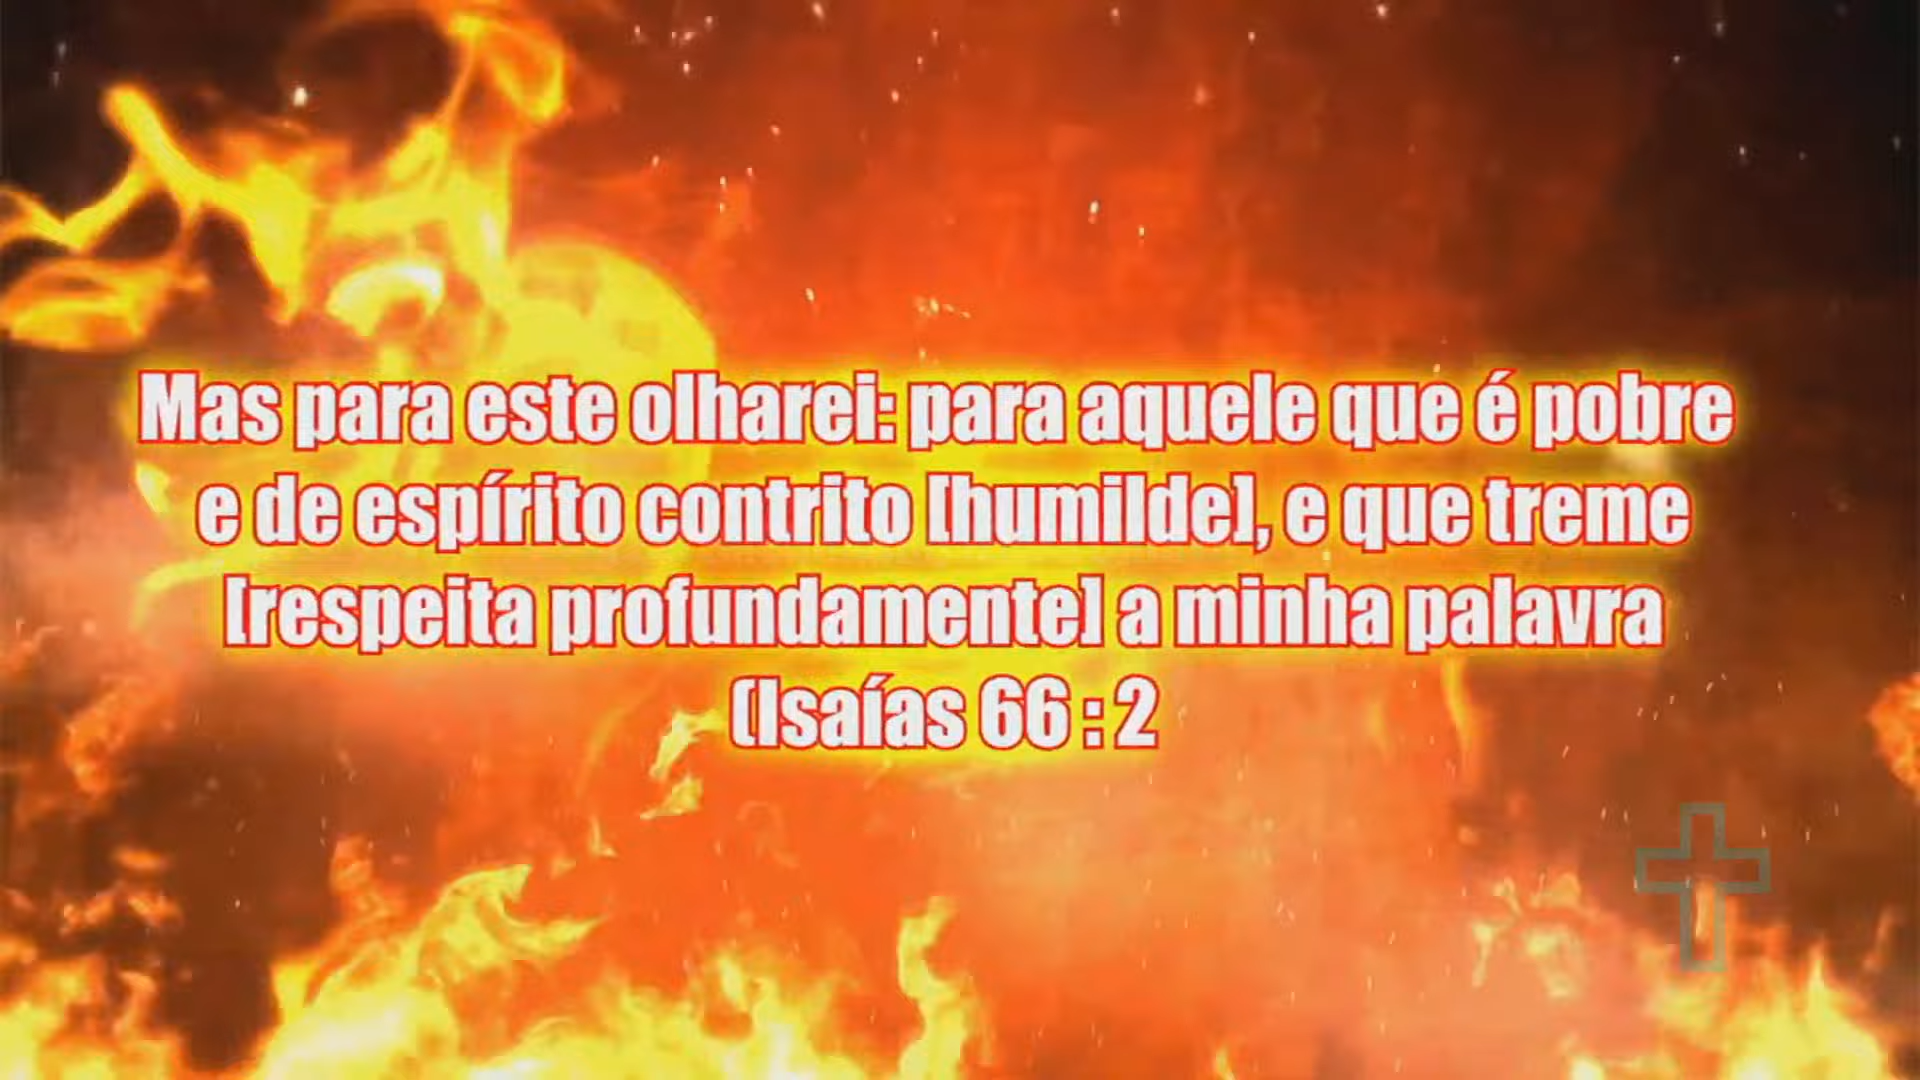 Mas para este olharei: para aquele que é pobre
e de espírito contrito [humilde], e que treme
[respeita profundamente] a minha palavra
(Isaías 66 : 2